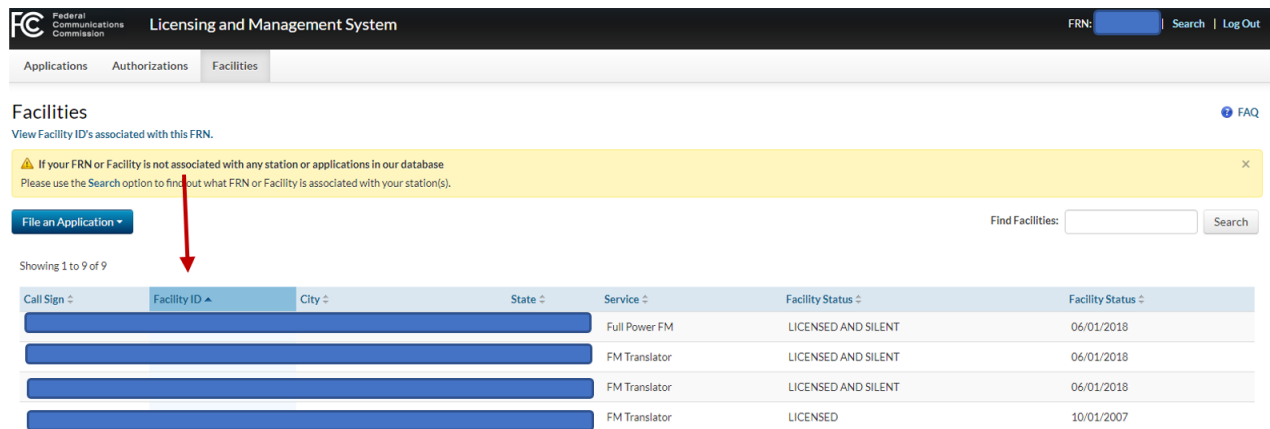 FCC Federal Communications Commission Licensing and Management System FRN: | Search | Log Out
Applications Authorizations Facilities
Facilities
FAQ
View Facility ID's associated with this FRN.
If your FRN or Facility is not associated with any station or applications in our database ×
Please use the Search option to find out what FRN or Facility is associated with your station(s).
File an Application Find Facilities: Search
Showing 1 to 9 of 9
Call Sign Facility ID City State Service Facility Status Facility Status
Full Power FM LICENSED AND SILENT 06/01/2018
FM Translator LICENSED AND SILENT 06/01/2018
FM Translator LICENSED AND SILENT 06/01/2018
FM Translator LICENSED 10/01/2007